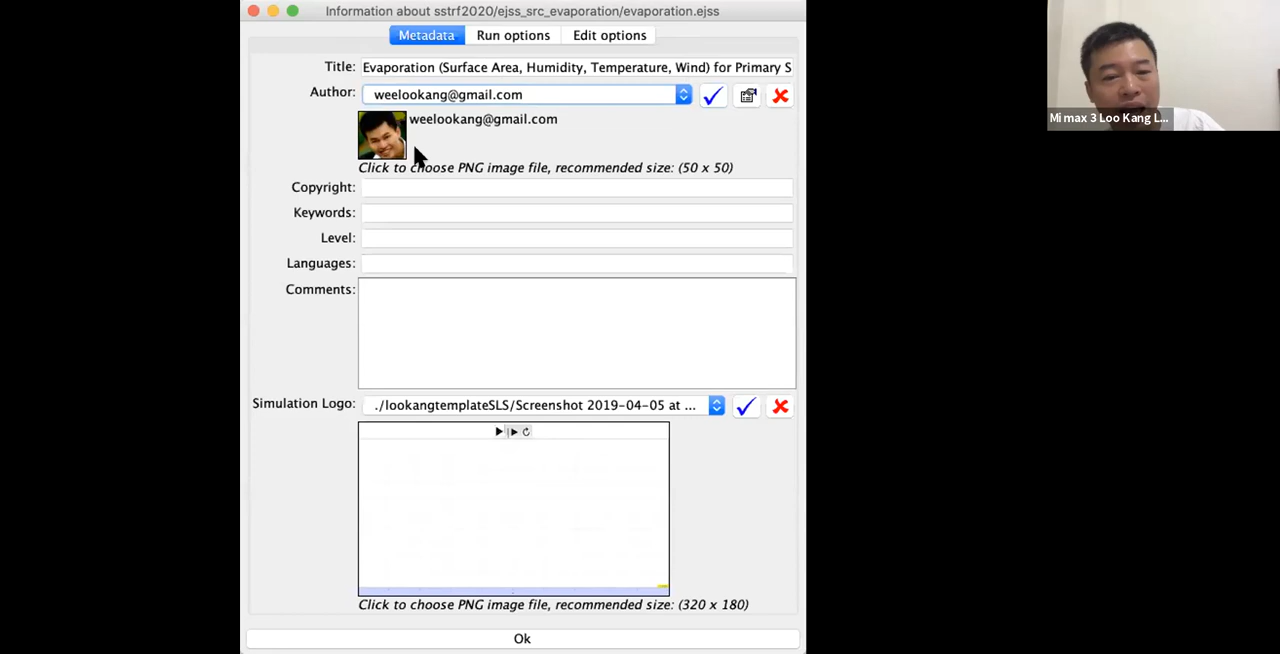 Information about sstrf2020/ejss_src_evaporation/evaporation.ejss
Metadata Run options Edit options
Title: Evaporation (Surface Area, Humidity, Temperature, Wind) for Primary S
Author: weelookang@gmail.com
weelookang@gmail.com
Click to choose PNG image file, recommended size: (50 x 50)
Copyright:
Keywords:
Level:
Languages:
Comments:
Simulation Logo: ./lookangtemplateSLS/Screenshot 2019-04-05 at ...
Click to choose PNG image file, recommended size: (320 x 180)
Ok
Mi max 3 Loo Kang L...